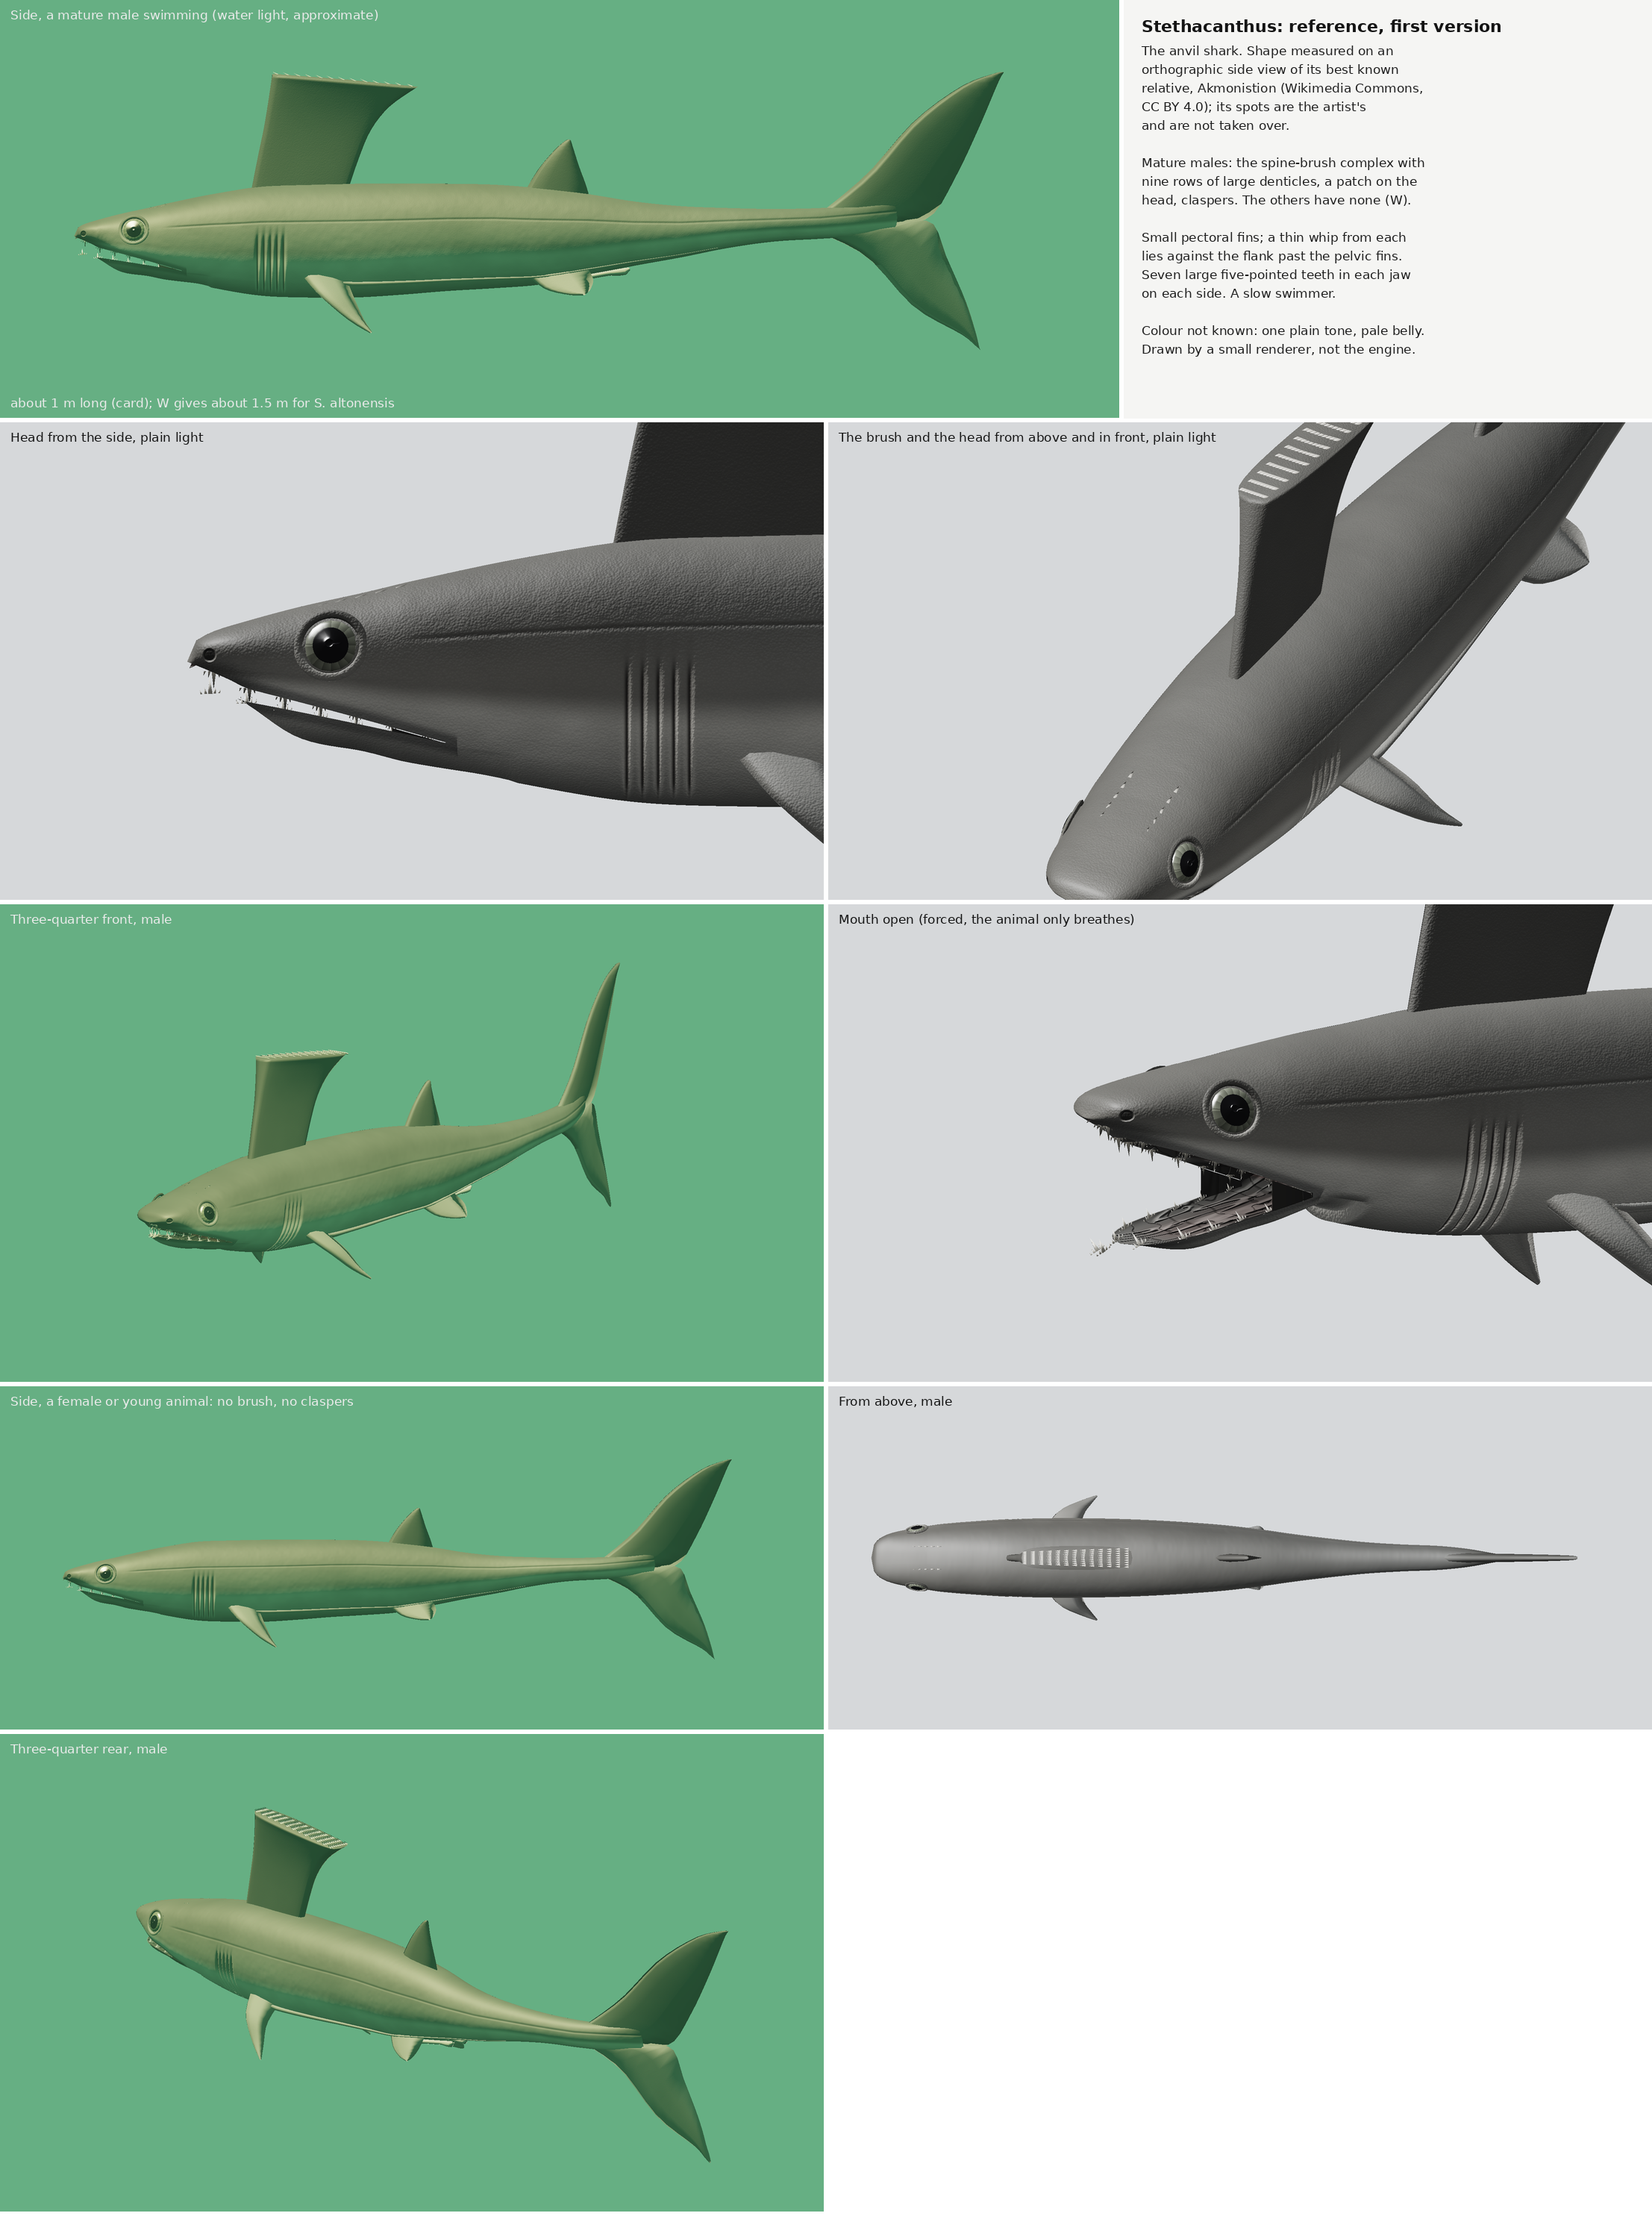 Side, a mature male swimming (water light, approximate)
about 1 m long (card); W gives about 1.5 m for S. altonensis
Stethacanthus: reference, first version
The anvil shark. Shape measured on an
orthographic side view of its best known
relative, Akmonistion (Wikimedia Commons,
CC BY 4.0); its spots are the artist's
and are not taken over.
Mature males: the spine-brush complex with
nine rows of large denticles, a patch on the
head, claspers. The others have none (W).
Small pectoral fins; a thin whip from each
lies against the flank past the pelvic fins.
Seven large five-pointed teeth in each jaw
on each side. A slow swimmer.
Colour not known: one plain tone, pale belly.
Drawn by a small renderer, not the engine.
Head from the side, plain light
The brush and the head from above and in front, plain light
Three-quarter front, male
Mouth open (forced, the animal only breathes)
Side, a female or young animal: no brush, no claspers
From above, male
Three-quarter rear, male